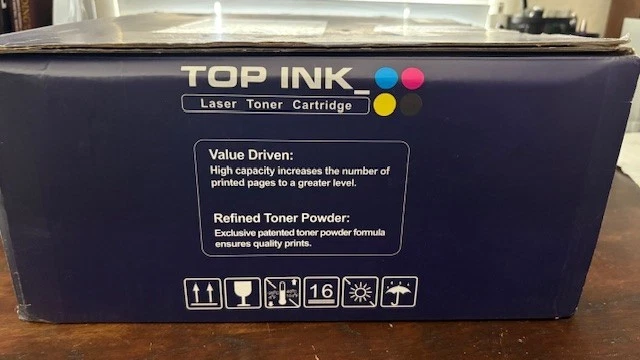 TOP INK_
Laser Toner Cartridge
Value Driven:
High capacity increases the number of
printed pages to a greater level.
Refined Toner Powder:
Exclusive patented toner powder formula
ensures quality prints.
16